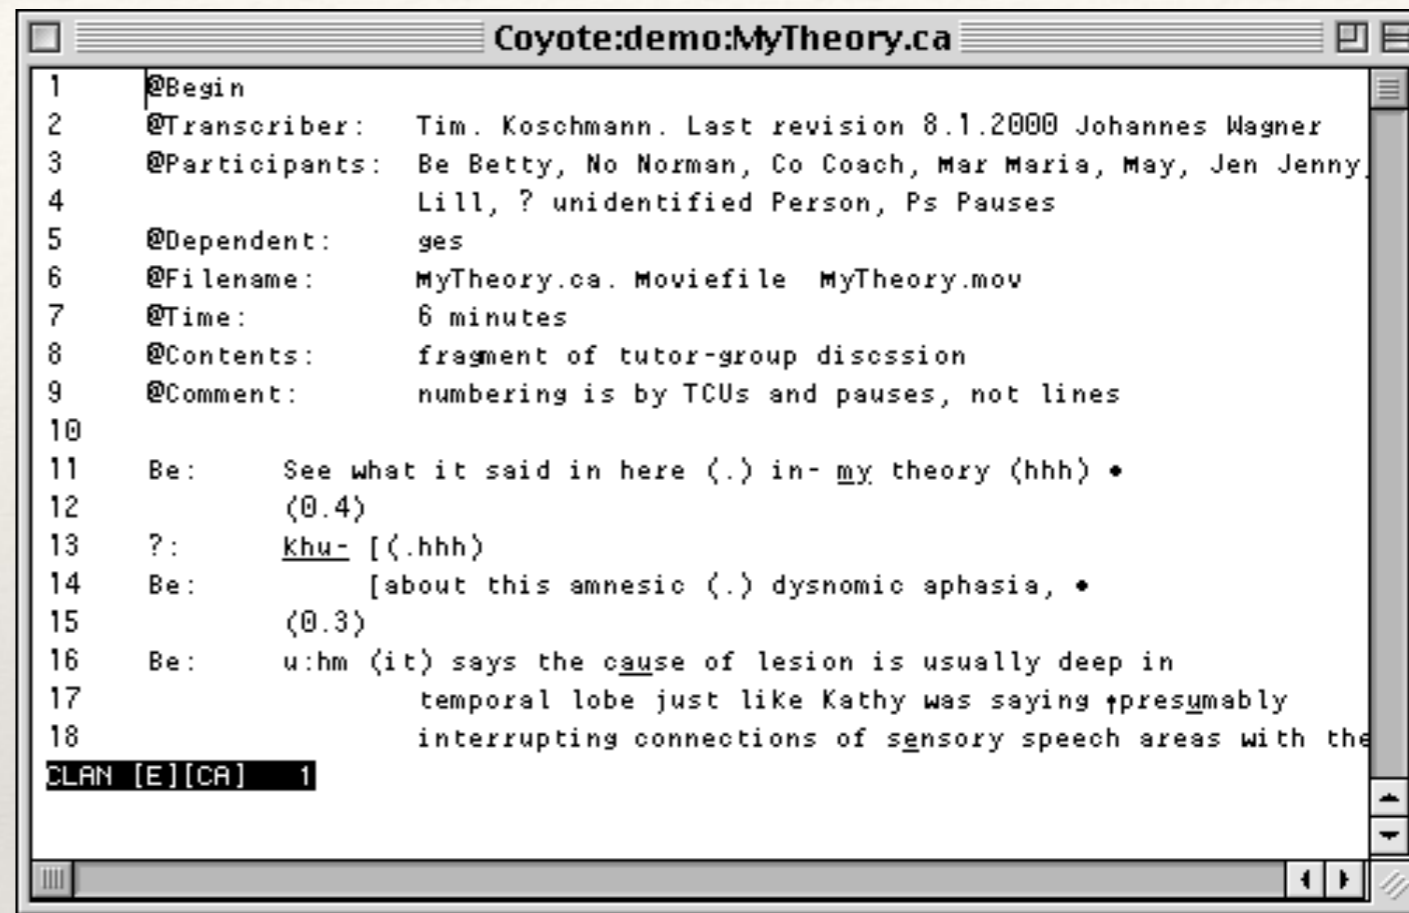 Coyote:demo:MyTheory.ca
1 @Begin
2 @Transcriber: Tim. Koschmann. Last revision 8.1.2000 Johannes Wagner
3 @Participants: Be Betty, No Norman, Co Coach, Mar Maria, May, Jen Jenny,
4 Lill, ? unidentified Person, Ps Pauses
5 @Dependent: ges
6 @Filename: MyTheory.ca. Moviefile MyTheory.mov
7 @Time: 6 minutes
8 @Contents: fragment of tutor-group discssion
9 @Comment: numbering is by TCUs and pauses, not lines
10
11 Be: See what it said in here (.) in- my theory (hhh) •
12 (0.4)
13 ?: Khu- [(.hhh)
14 Be: [about this amnesic (.) dysnomic aphasia, •
15 (0.3)
16 Be: u:hm (it) says the cause of lesion is usually deep in
17 temporal lobe just like Kathy was saying ↑presumably
18 interrupting connections of sensory speech areas with the
CLAN [E][CA] 1